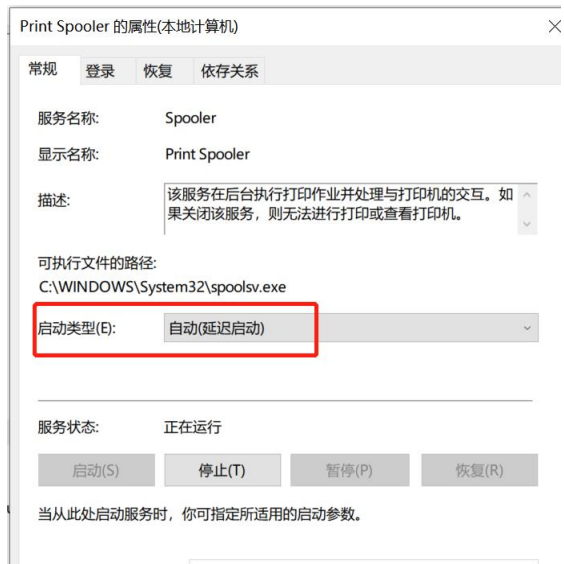 Print Spooler 的属性(本地计算机)
常规 登录 恢复 依存关系
服务名称: Spooler
显示名称: Print Spooler
描述: 该服务在后台执行打印作业并处理与打印机的交互。如
果关闭该服务，则无法进行打印或查看打印机。
可执行文件的路径:
C:\WINDOWS\System32\spoolsv.exe
启动类型(E): 自动(延迟启动)
服务状态: 正在运行
启动(S) 停止(T) 暂停(P) 恢复(R)
当从此处启动服务时，你可指定所适用的启动参数。